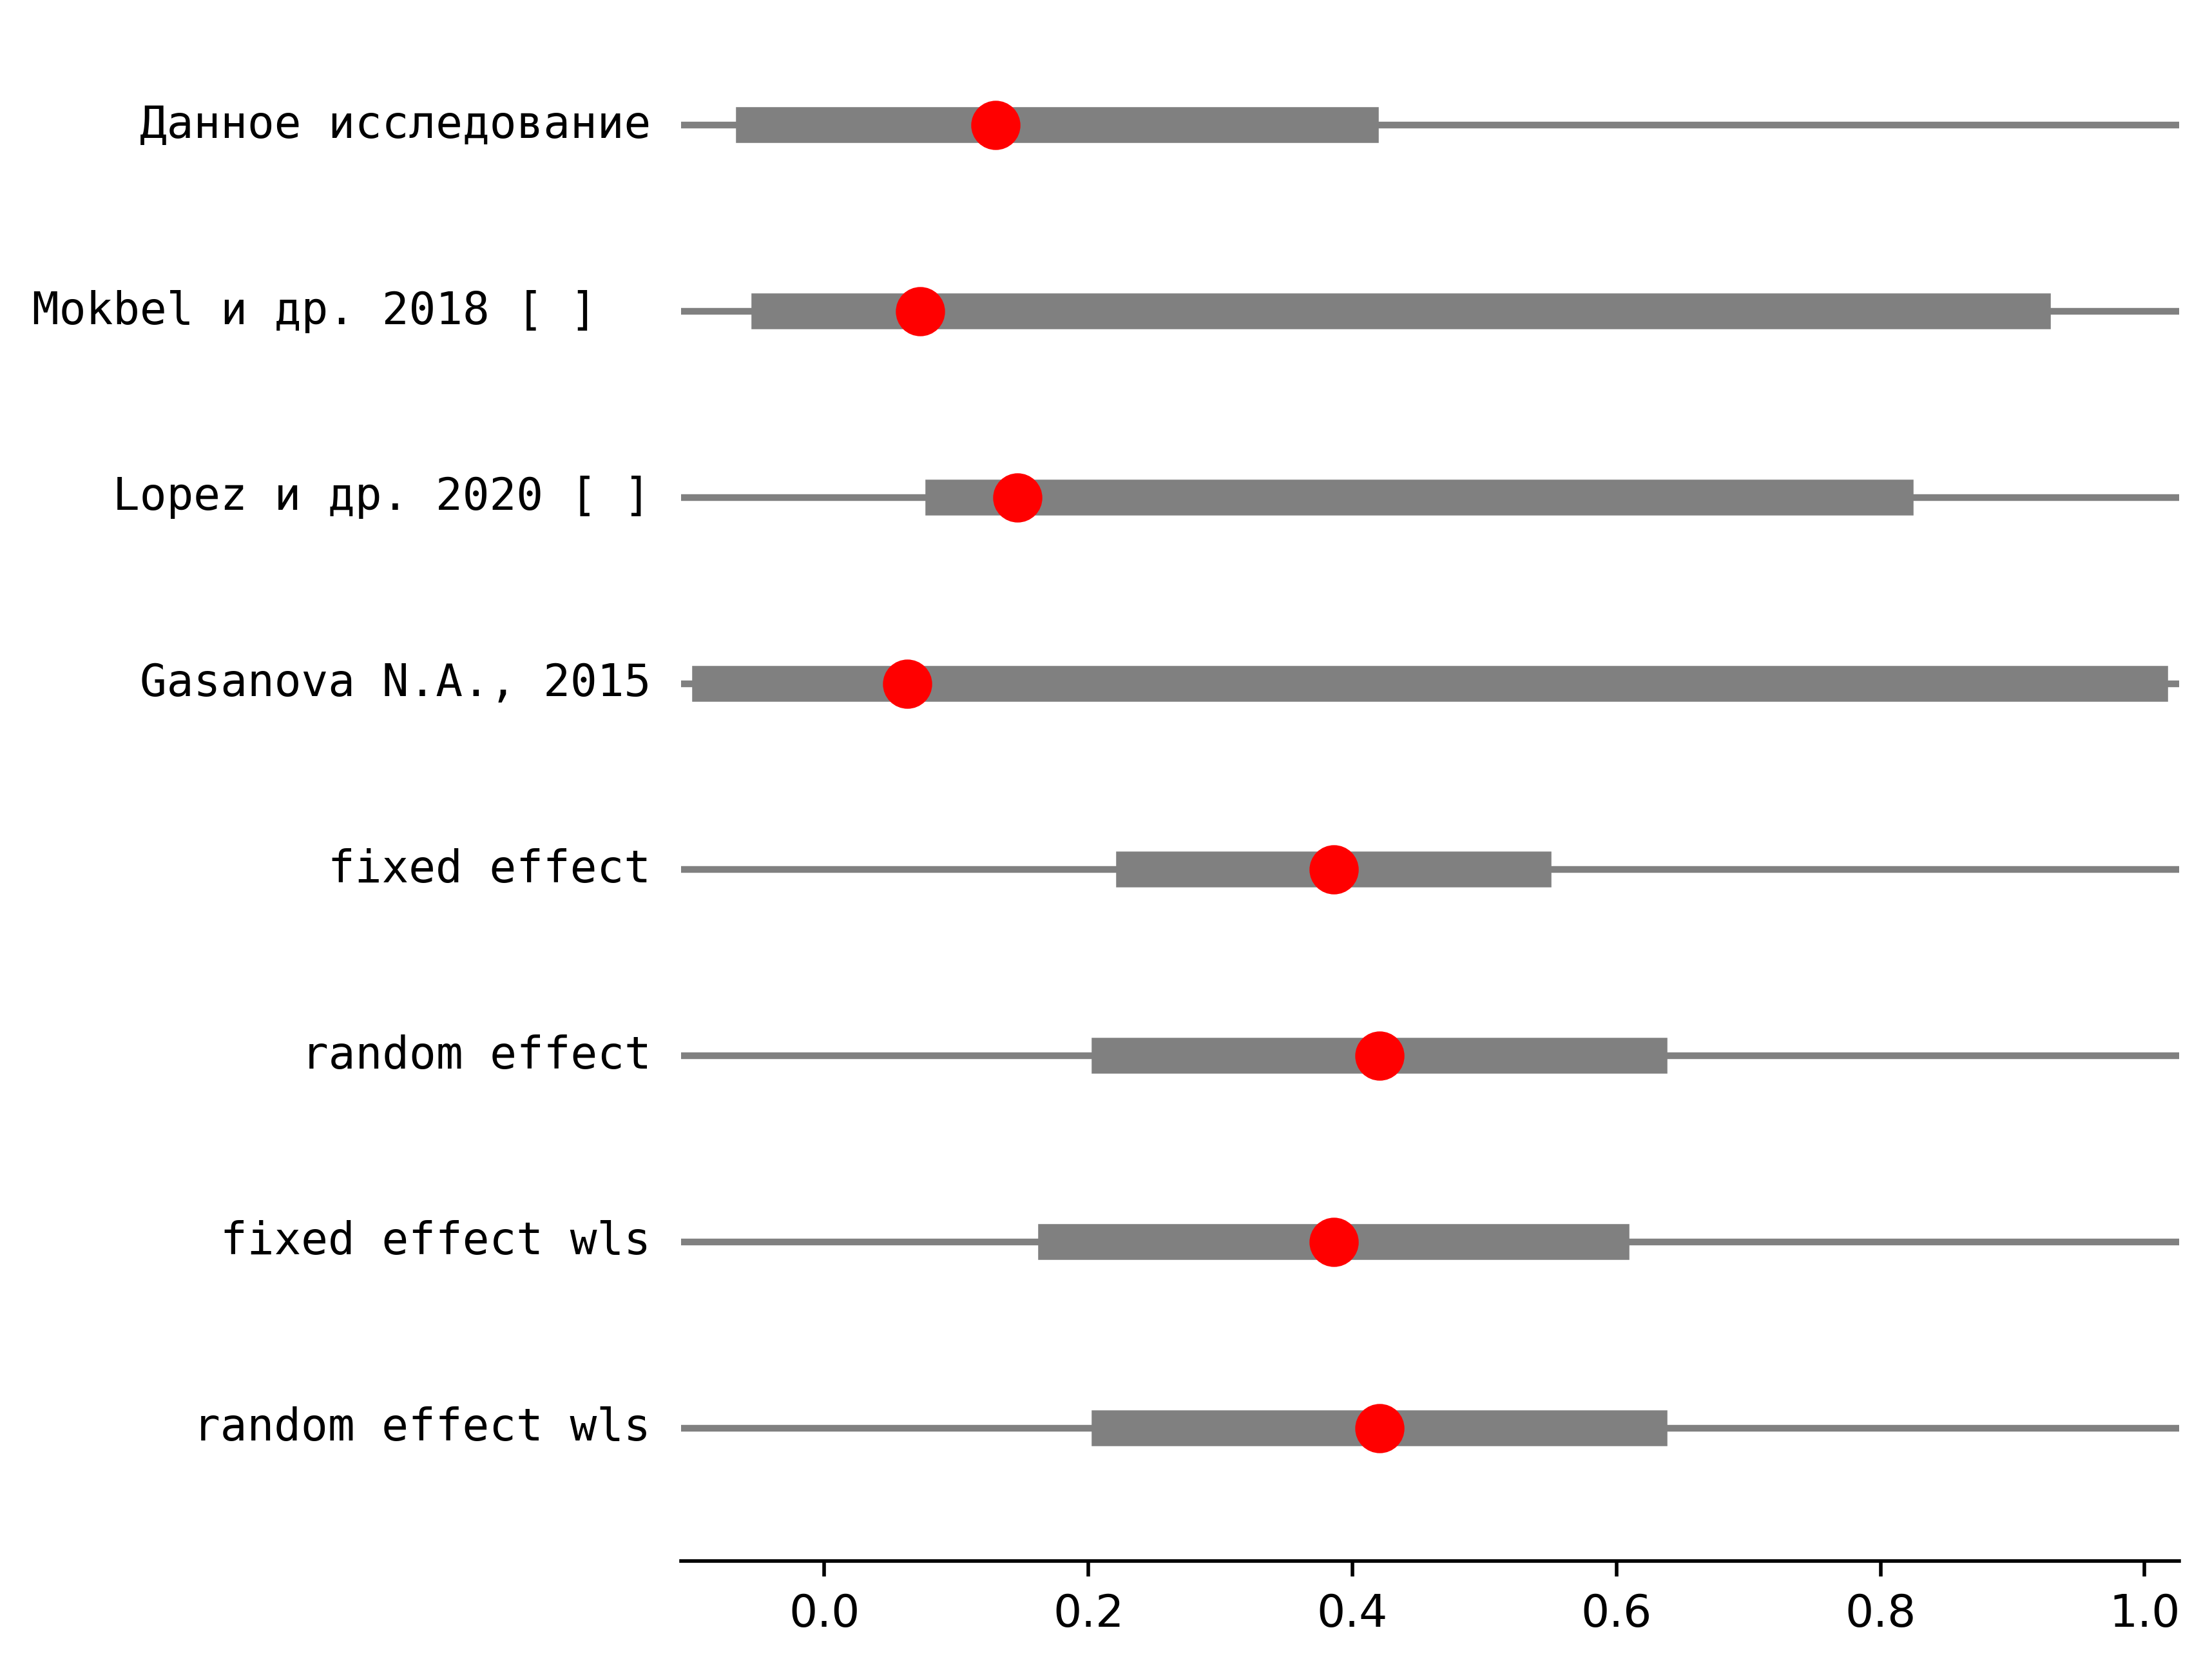 Данное исследование
Mokbel и др. 2018 [ ]
Lopez и др. 2020 [ ]
Gasanova N.A., 2015
fixed effect
random effect
fixed effect wls
random effect wls
0.0 0.2 0.4 0.6 0.8 1.0